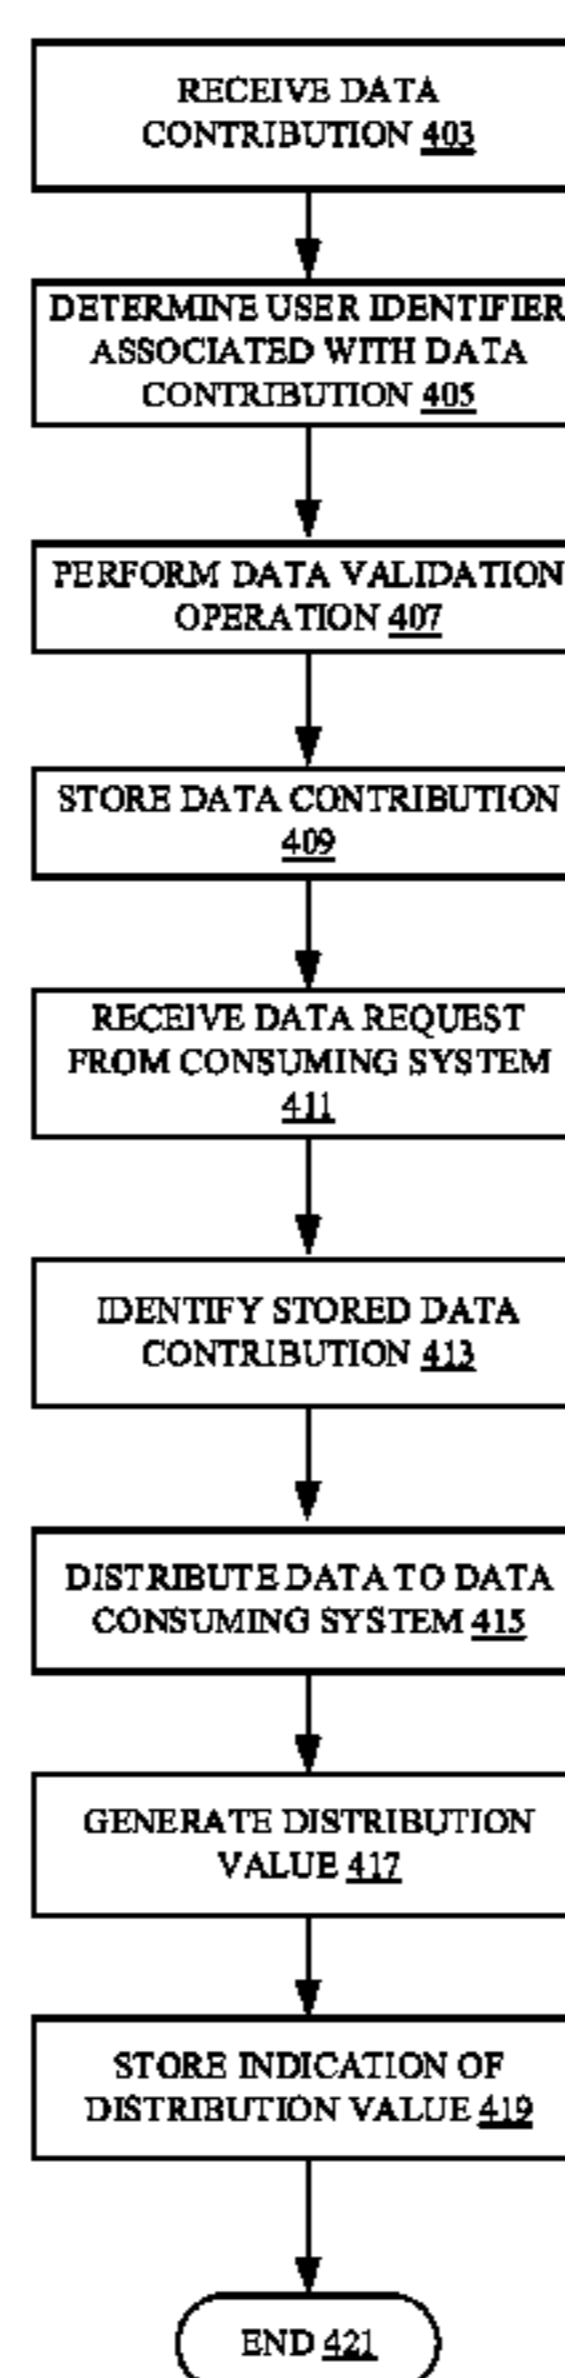 RECEIVE DATA
CONTRIBUTION 403
DETERMINE USER IDENTIFIER
ASSOCIATED WITH DATA
CONTRIBUTION 405
PERFORM DATA VALIDATION
OPERATION 407
STORE DATA CONTRIBUTION
409
RECEIVE DATA REQUEST
FROM CONSUMING SYSTEM
411
IDENTIFY STORED DATA
CONTRIBUTION 413
DISTRIBUTE DATA TO DATA
CONSUMING SYSTEM 415
GENERATE DISTRIBUTION
VALUE 417
STORE INDICATION OF
DISTRIBUTION VALUE 419
END 421